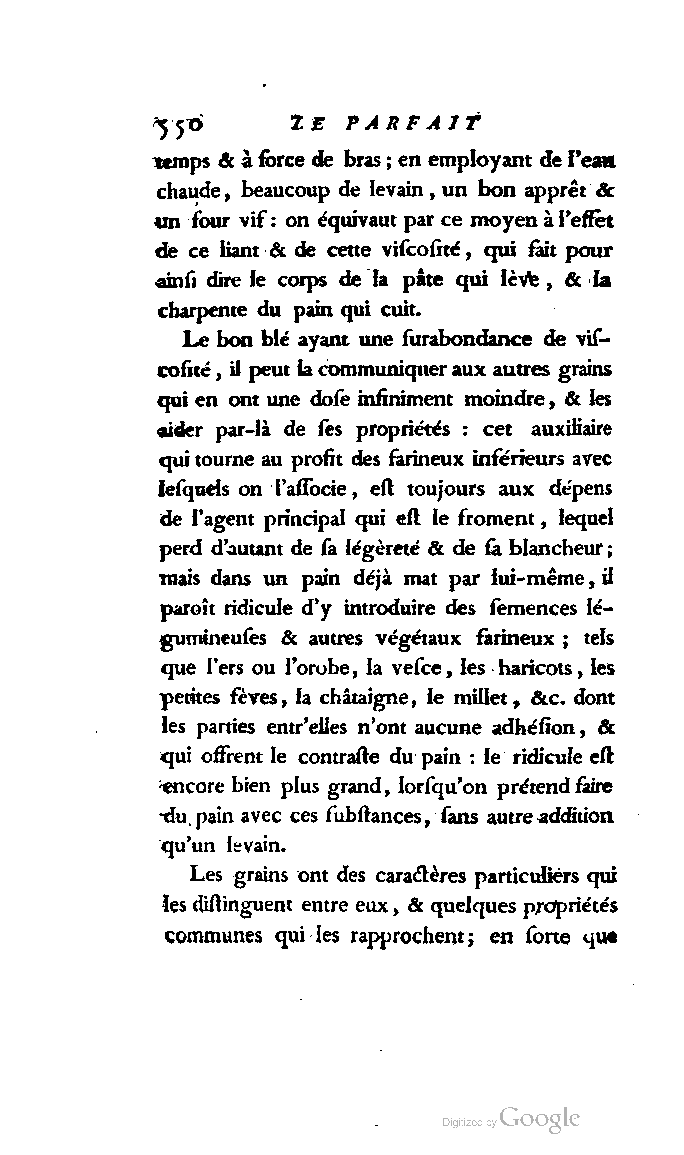 550 LE PARFAIT
temps & à force de bras ; en employant de l'eau
chaude, beaucoup de levain, un bon apprêt &
un four vif : on équivaut par ce moyen à l'effet
de ce liant & de cette viſcoſité, qui fait pour
ainſi dire le corps de la pâte qui lève, & la
charpente du pain qui cuit.
Le bon blé ayant une ſurabondance de viſ-
coſité, il peut la communiquer aux autres grains
qui en ont une doſe infiniment moindre, & les
aider par-là de ſes propriétés : cet auxiliaire
qui tourne au profit des farineux inférieurs avec
leſquels on l'aſſocie, eſt toujours aux dépens
de l'agent principal qui eſt le froment, lequel
perd d'autant de ſa légèreté & de ſa blancheur ;
mais dans un pain déjà mat par lui-même, il
paroît ridicule d'y introduire des ſemences lé-
gumineuſes & autres végétaux farineux ; tels
que l'ers ou l'orobe, la veſce, les haricots, les
petites fèves, la châtaigne, le millet, &c. dont
les parties entr'elles n'ont aucune adhéſion, &
qui offrent le contraſte du pain : le ridicule eſt
encore bien plus grand, lorſqu'on prétend faire
du pain avec ces ſubſtances, ſans autre addition
qu'un levain.
Les grains ont des caractères particuliers qui
les diſtinguent entre eux, & quelques propriétés
communes qui les rapprochent ; en ſorte que
Digitized by Google